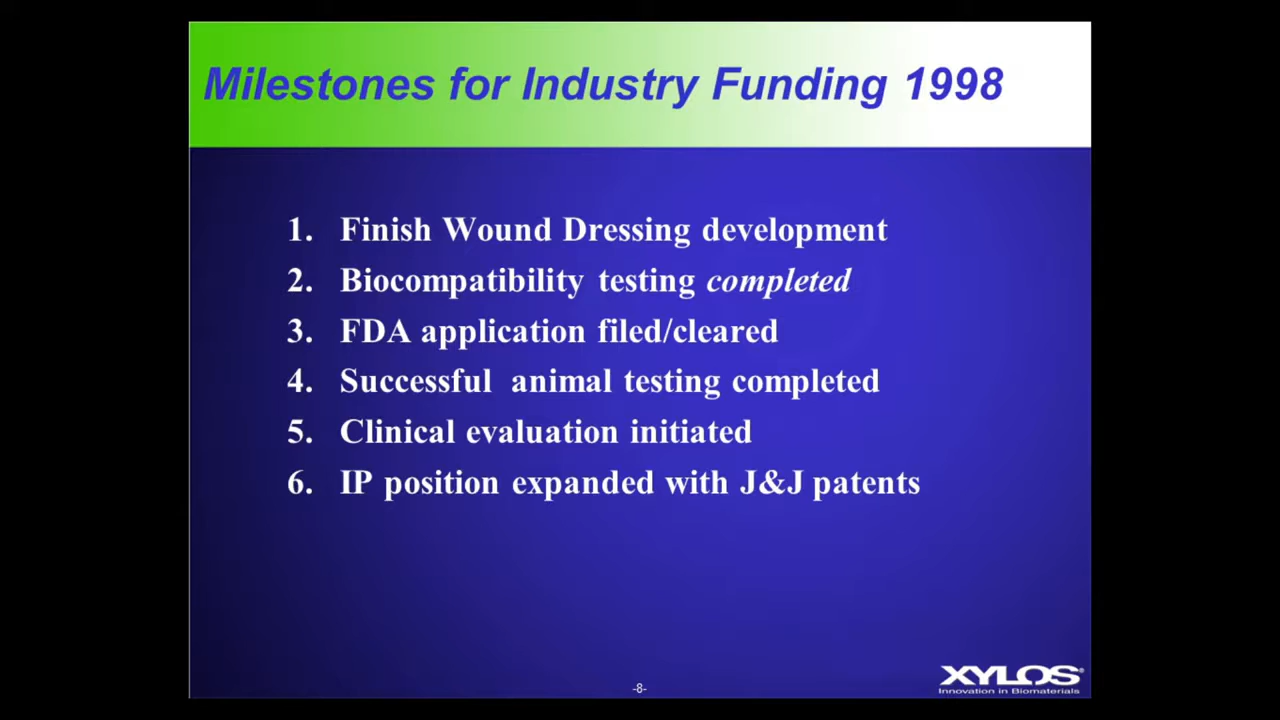 Milestones for Industry Funding 1998
1. Finish Wound Dressing development
2. Biocompatibility testing completed
3. FDA application filed/cleared
4. Successful animal testing completed
5. Clinical evaluation initiated
6. IP position expanded with J&J patents
XYLOS®
Innovation in Biomaterials
-8-